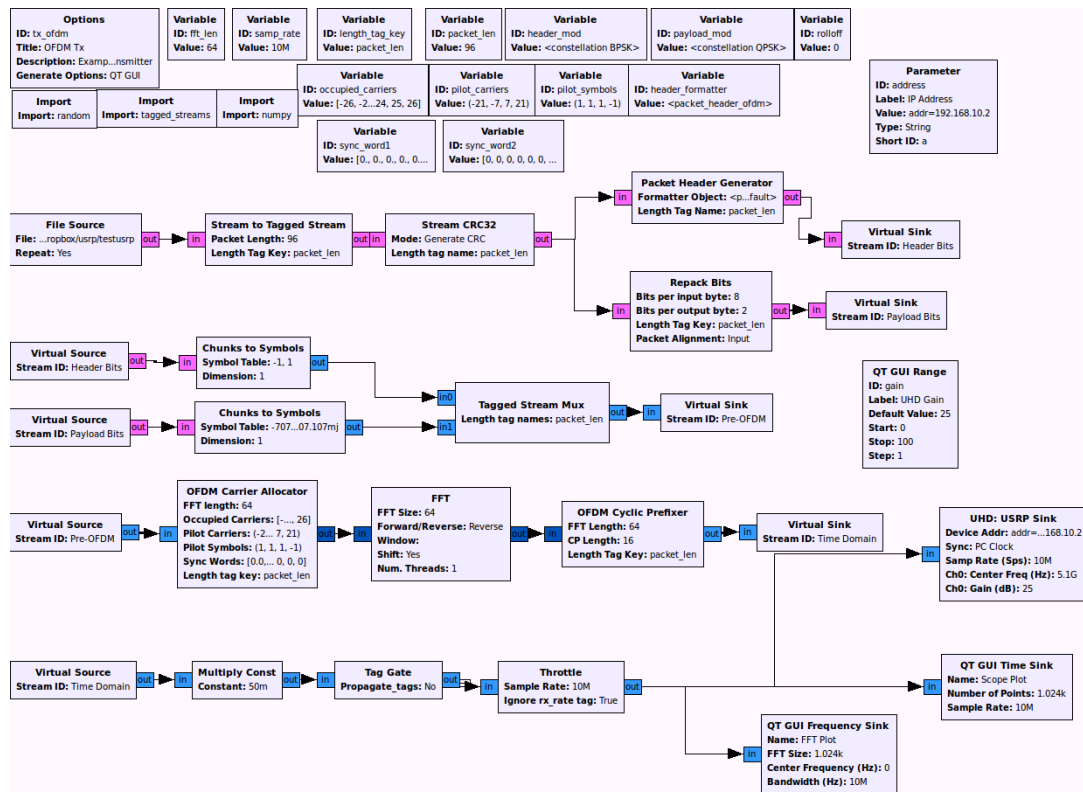 Options
ID: tx_ofdm
Title: OFDM Tx
Description: Examp...nsmitter
Generate Options: QT GUI
Variable
ID: fft_len
Value: 64
Variable
ID: samp_rate
Value: 10M
Variable
ID: length_tag_key
Value: packet_len
Variable
ID: packet_len
Value: 96
Variable
ID: header_mod
Value: <constellation BPSK>
Variable
ID: payload_mod
Value: <constellation QPSK>
Variable
ID: rolloff
Value: 0
Import
Import: random
Import
Import: tagged_streams
Import
Import: numpy
Variable
ID: occupied_carriers
Value: [-26, -2...24, 25, 26]
Variable
ID: pilot_carriers
Value: (-21, -7, 7, 21)
Variable
ID: pilot_symbols
Value: (1, 1, 1, -1)
Variable
ID: header_formatter
Value: <packet_header_ofdm>
Parameter
ID: address
Label: IP Address
Value: addr=192.168.10.2
Type: String
Short ID: a
Variable
ID: sync_word1
Value: [0., 0., 0., 0., 0....
Variable
ID: sync_word2
Value: [0, 0, 0, 0, 0, 0, ...
File Source
File: ...ropbox/usrp/testusrp
Repeat: Yes
out
in
Stream to Tagged Stream
Packet Length: 96
Length Tag Key: packet_len
out
in
Stream CRC32
Mode: Generate CRC
Length tag name: packet_len
out
in
Packet Header Generator
Formatter Object: <p...fault>
Length Tag Name: packet_len
out
in
Virtual Sink
Stream ID: Header Bits
in
Repack Bits
Bits per input byte: 8
Bits per output byte: 2
Length Tag Key: packet_len
Packet Alignment: Input
out
in
Virtual Sink
Stream ID: Payload Bits
Virtual Source
Stream ID: Header Bits
out
in
Chunks to Symbols
Symbol Table: -1, 1
Dimension: 1
out
Virtual Source
Stream ID: Payload Bits
out
in
Chunks to Symbols
Symbol Table: -707...07.107mj
Dimension: 1
out
in0
in1
Tagged Stream Mux
Length tag names: packet_len
out
in
Virtual Sink
Stream ID: Pre-OFDM
QT GUI Range
ID: gain
Label: UHD Gain
Default Value: 25
Start: 0
Stop: 100
Step: 1
Virtual Source
Stream ID: Pre-OFDM
out
in
OFDM Carrier Allocator
FFT length: 64
Occupied Carriers: [-..., 26]
Pilot Carriers: (-2... 7, 21)
Pilot Symbols: (1, 1, 1, -1)
Sync Words: [0.0,... 0, 0, 0]
Length tag key: packet_len
out
in
FFT
FFT Size: 64
Forward/Reverse: Reverse
Window:
Shift: Yes
Num. Threads: 1
out
in
OFDM Cyclic Prefixer
FFT Length: 64
CP Length: 16
Length Tag Key: packet_len
out
in
Virtual Sink
Stream ID: Time Domain
in
UHD: USRP Sink
Device Addr: addr=...168.10.2
Sync: PC Clock
Samp Rate (Sps): 10M
Ch0: Center Freq (Hz): 5.1G
Ch0: Gain (dB): 25
Virtual Source
Stream ID: Time Domain
out
in
Multiply Const
Constant: 50m
out
in
Tag Gate
Propagate_tags: No
out
in
Throttle
Sample Rate: 10M
Ignore rx_rate tag: True
out
in
QT GUI Time Sink
Name: Scope Plot
Number of Points: 1.024k
Sample Rate: 10M
in
QT GUI Frequency Sink
Name: FFT Plot
FFT Size: 1.024k
Center Frequency (Hz): 0
Bandwidth (Hz): 10M